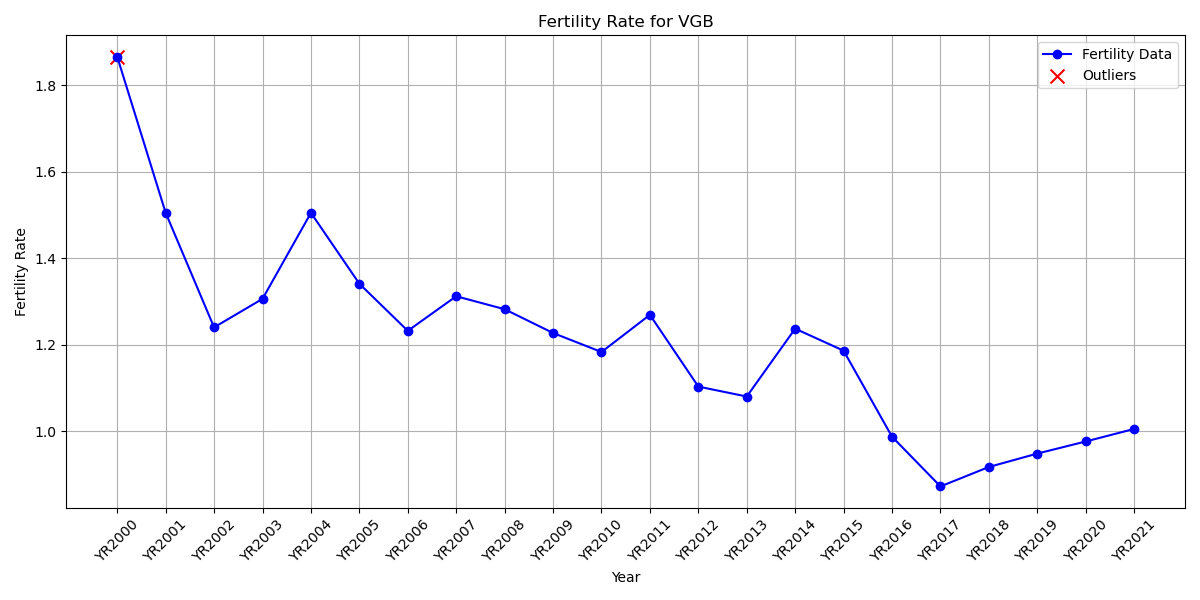 Fertility Rate for VGB
Fertility Data
Outliers
Fertility Rate
1.8
1.6
1.4
1.2
1.0
YR2000
YR2001
YR2002
YR2003
YR2004
YR2005
YR2006
YR2007
YR2008
YR2009
YR2010
YR2011
YR2012
YR2013
YR2014
YR2015
YR2016
YR2017
YR2018
YR2019
YR2020
YR2021
Year